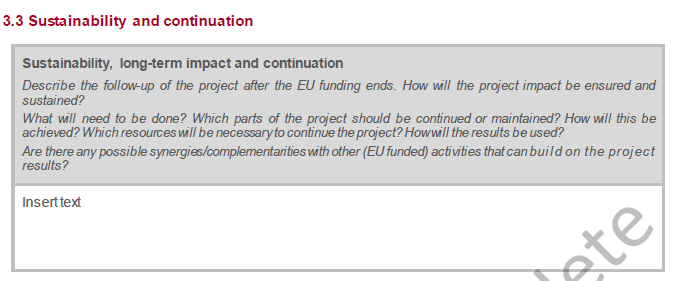 3.3 Sustainability and continuation
Sustainability, long-term impact and continuation
Describe the follow-up of the project after the EU funding ends. How will the project impact be ensured and
sustained?
What will need to be done? Which parts of the project should be continued or maintained? How will this be
achieved? Which resources will be necessary to continue the project? How will the results be used?
Are there any possible synergies/complementarities with other (EU funded) activities that can build on the project
results?
Insert text
lete